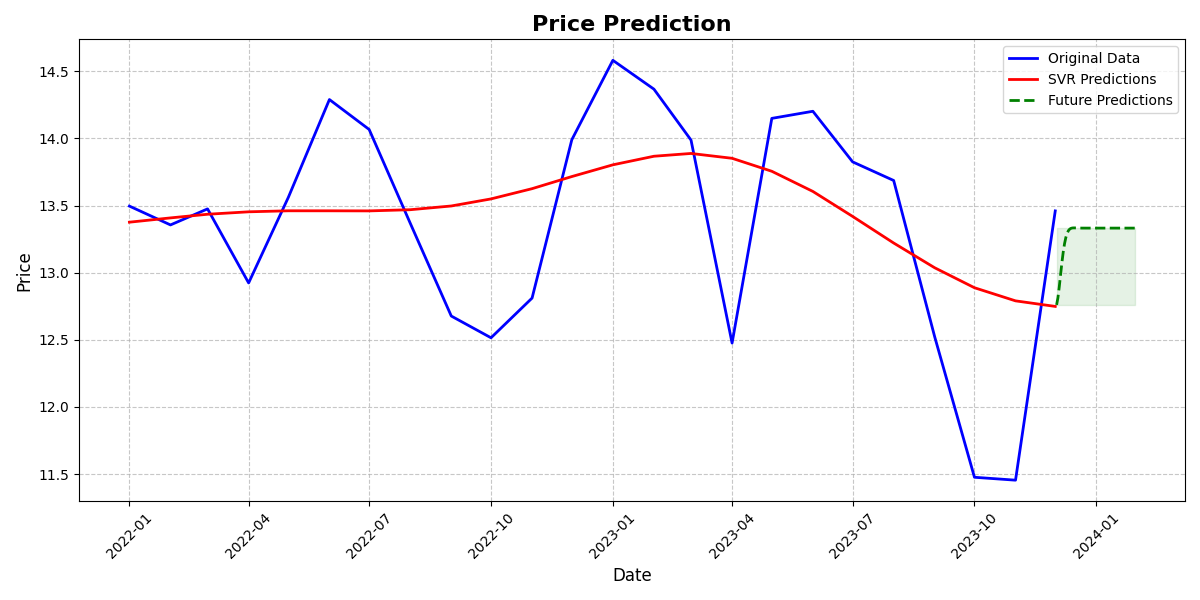 Price Prediction
Original Data
SVR Predictions
Future Predictions
Price
14.5
14.0
13.5
13.0
12.5
12.0
11.5
2022-01
2022-04
2022-07
2022-10
2023-01
2023-04
2023-07
2023-10
2024-01
Date